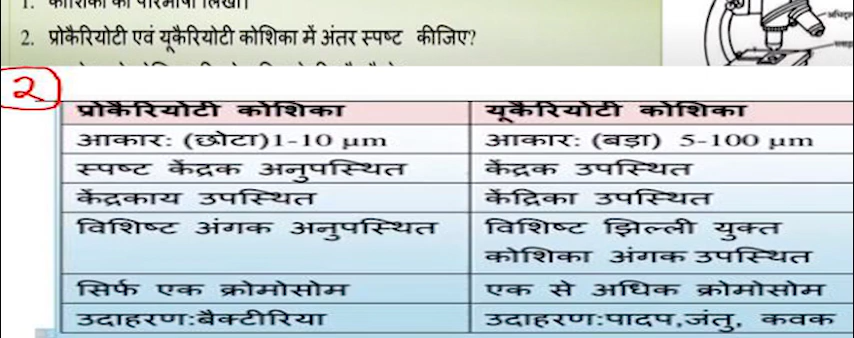 2. प्रोकैरियोटी एवं यूकैरियोटी कोशिका में अंतर स्पष्ट कीजिए?
2
प्रोकैरियोटी कोशिका यूकैरियोटी कोशिका
आकार: (छोटा)1-10 µm आकार: (बड़ा) 5-100 µm
स्पष्ट केंद्रक अनुपस्थित केंद्रक उपस्थित
केंद्रकाय उपस्थित केंद्रिका उपस्थित
विशिष्ट अंगक अनुपस्थित विशिष्ट झिल्ली युक्त
कोशिका अंगक उपस्थित
सिर्फ एक क्रोमोसोम एक से अधिक क्रोमोसोम
उदाहरण:बैक्टीरिया उदाहरण:पादप,जंतु, कवक